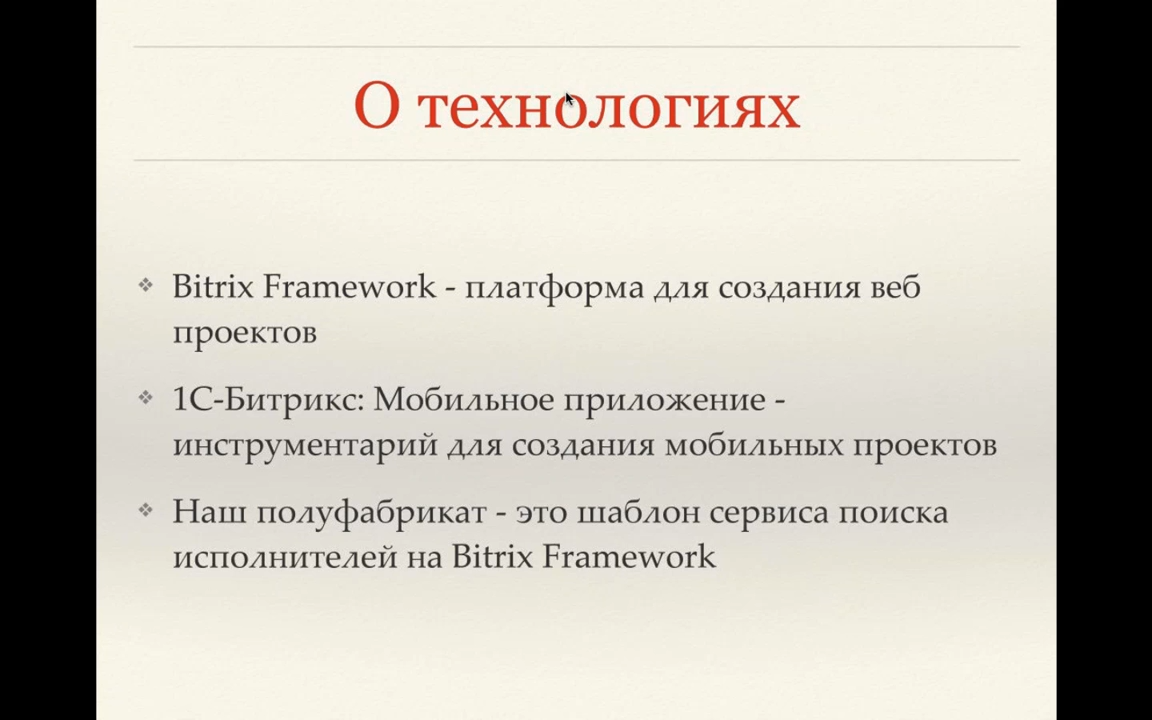 О технологиях
Bitrix Framework - платформа для создания веб
проектов
1С-Битрикс: Мобильное приложение -
инструментарий для создания мобильных проектов
Наш полуфабрикат - это шаблон сервиса поиска
исполнителей на Bitrix Framework